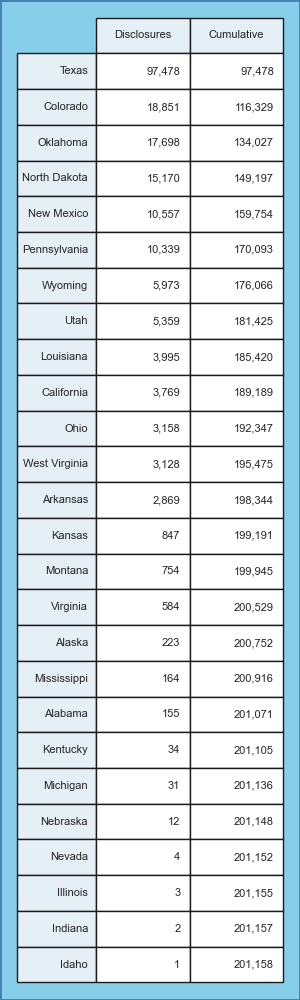 Disclosures Cumulative
Texas 97,478 97,478
Colorado 18,851 116,329
Oklahoma 17,698 134,027
North Dakota 15,170 149,197
New Mexico 10,557 159,754
Pennsylvania 10,339 170,093
Wyoming 5,973 176,066
Utah 5,359 181,425
Louisiana 3,995 185,420
California 3,769 189,189
Ohio 3,158 192,347
West Virginia 3,128 195,475
Arkansas 2,869 198,344
Kansas 847 199,191
Montana 754 199,945
Virginia 584 200,529
Alaska 223 200,752
Mississippi 164 200,916
Alabama 155 201,071
Kentucky 34 201,105
Michigan 31 201,136
Nebraska 12 201,148
Nevada 4 201,152
Illinois 3 201,155
Indiana 2 201,157
Idaho 1 201,158